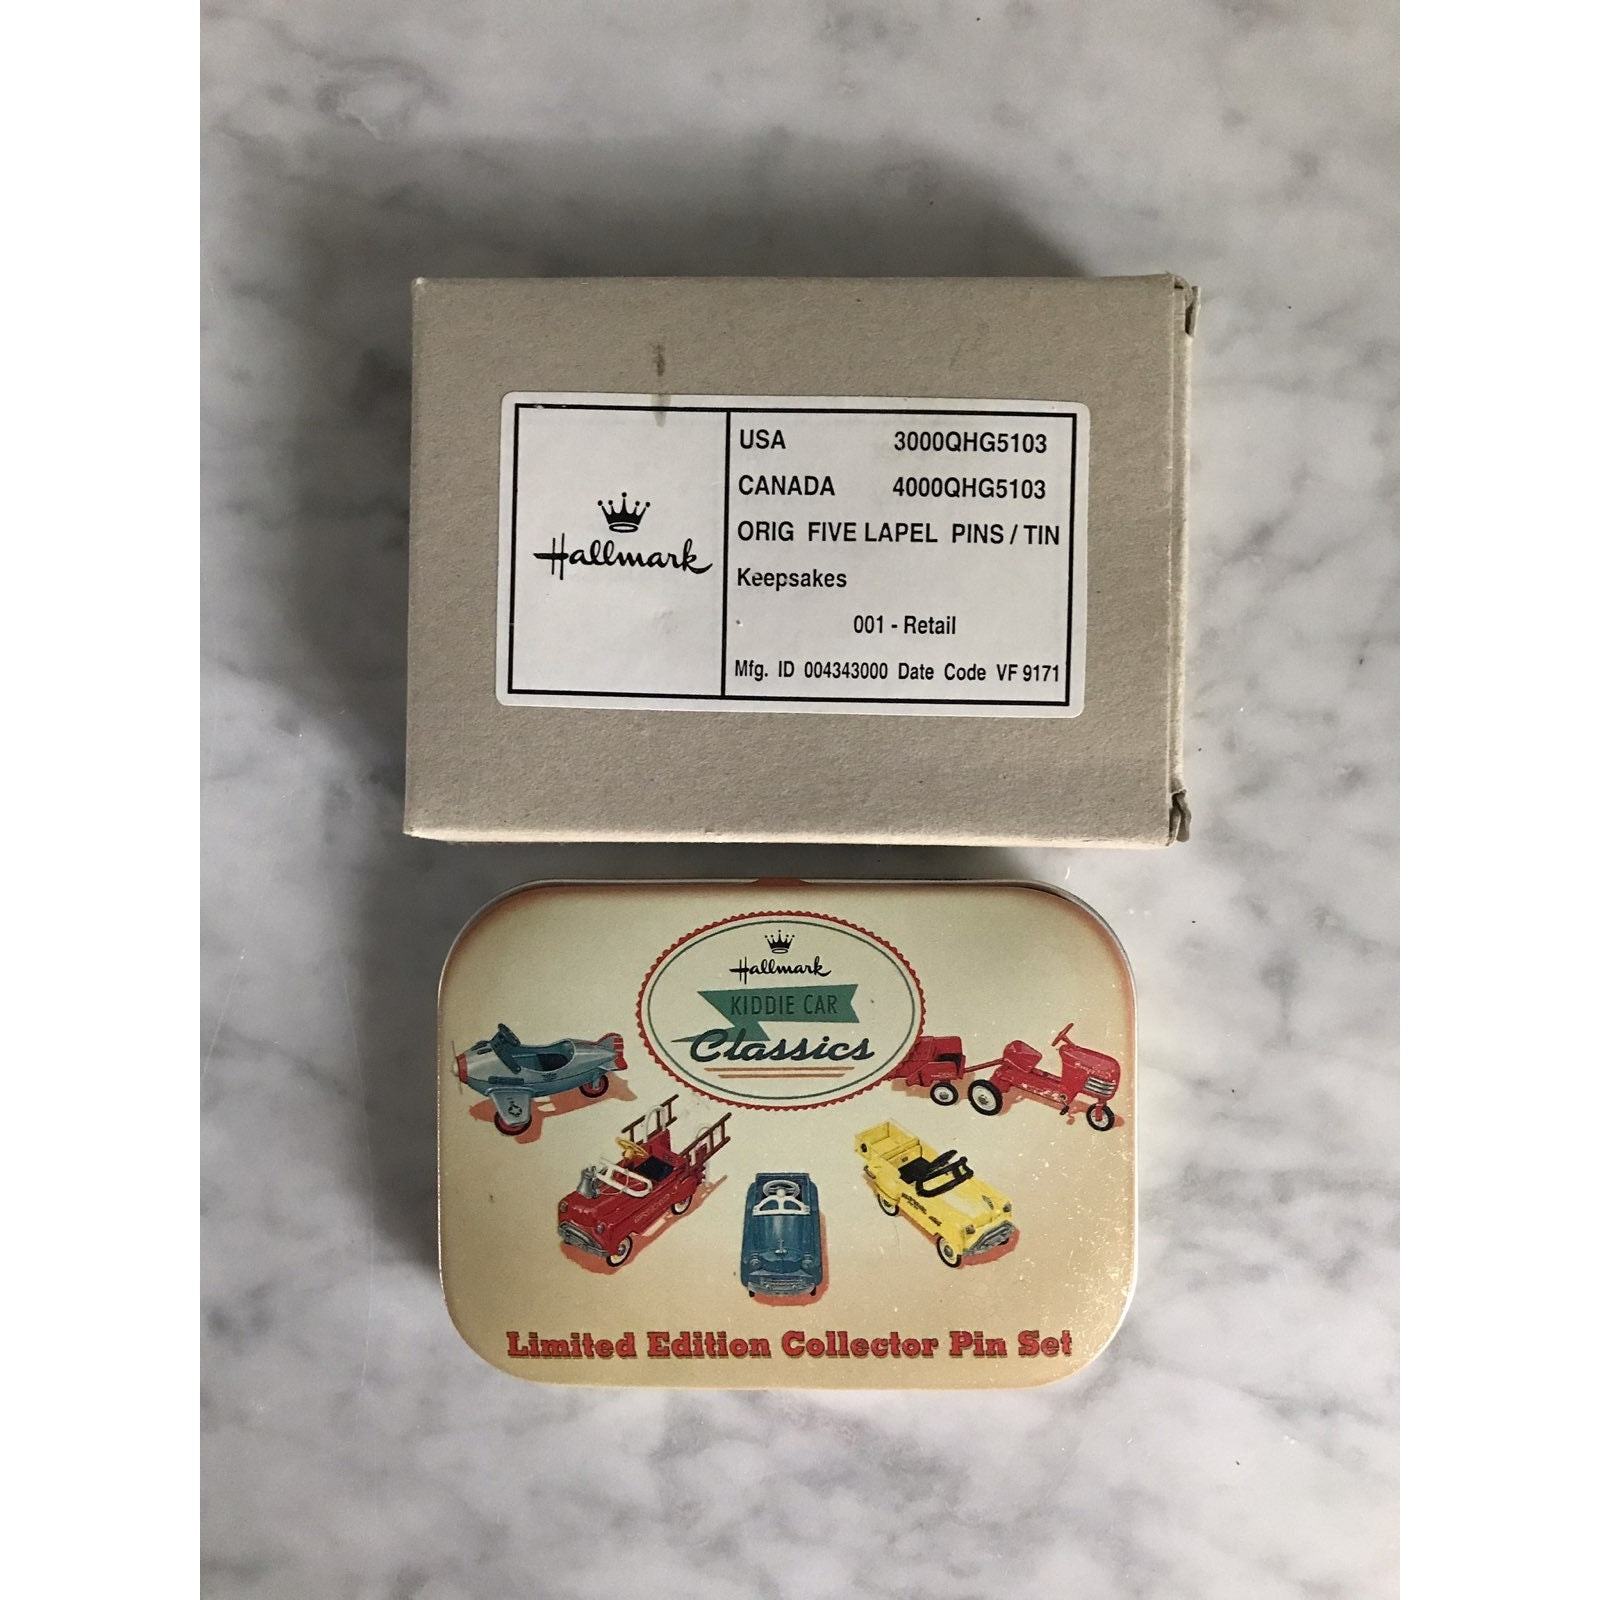 Hallmark
USA 3000QHG5103
CANADA 4000QHG5103
ORIG FIVE LAPEL PINS / TIN
Keepsakes
001 - Retail
Mfg. ID 004343000 Date Code VF 9171
Hallmark
KIDDIE CAR
Classics
Limited Edition Collector Pin Set